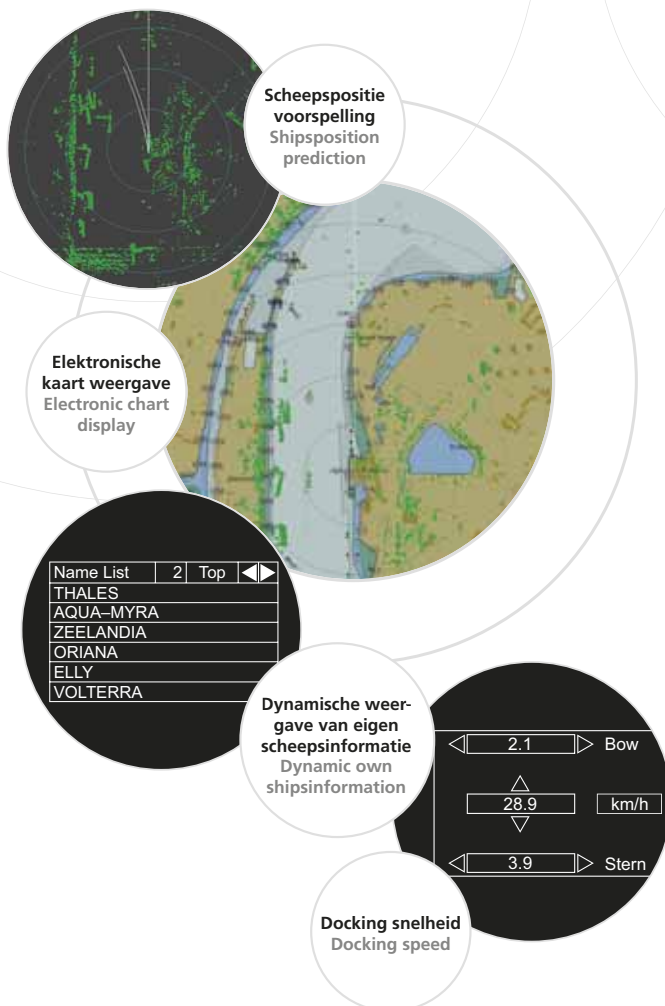 Scheepspositie
voorspelling
Shipsposition
prediction
Elektronische
kaart weergave
Electronic chart
display
Name List 2 Top
THALES
AQUA–MYRA
ZEELANDIA
ORIANA
ELLY
VOLTERRA
Dynamische weer-
gave van eigen
scheepsinformatie
Dynamic own
shipsinformation
2.1 Bow
28.9 km/h
3.9 Stern
Docking snelheid
Docking speed